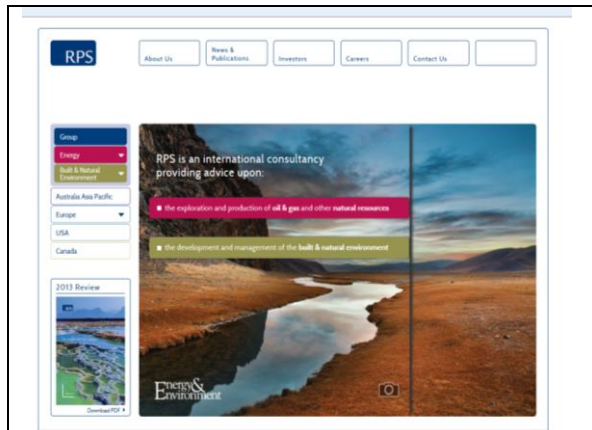 RPS
About Us
News &
Publications
Investors
Careers
Contact Us
Group
Energy
Built & Natural
Environment
Australia Asia Pacific
Europe
USA
Canada
RPS is an international consultancy
providing advice upon:
the exploration and production of oil & gas and other natural resources
the development and management of the built & natural environment
2013 Review
RPS
Download PDF
Energy&
Environment